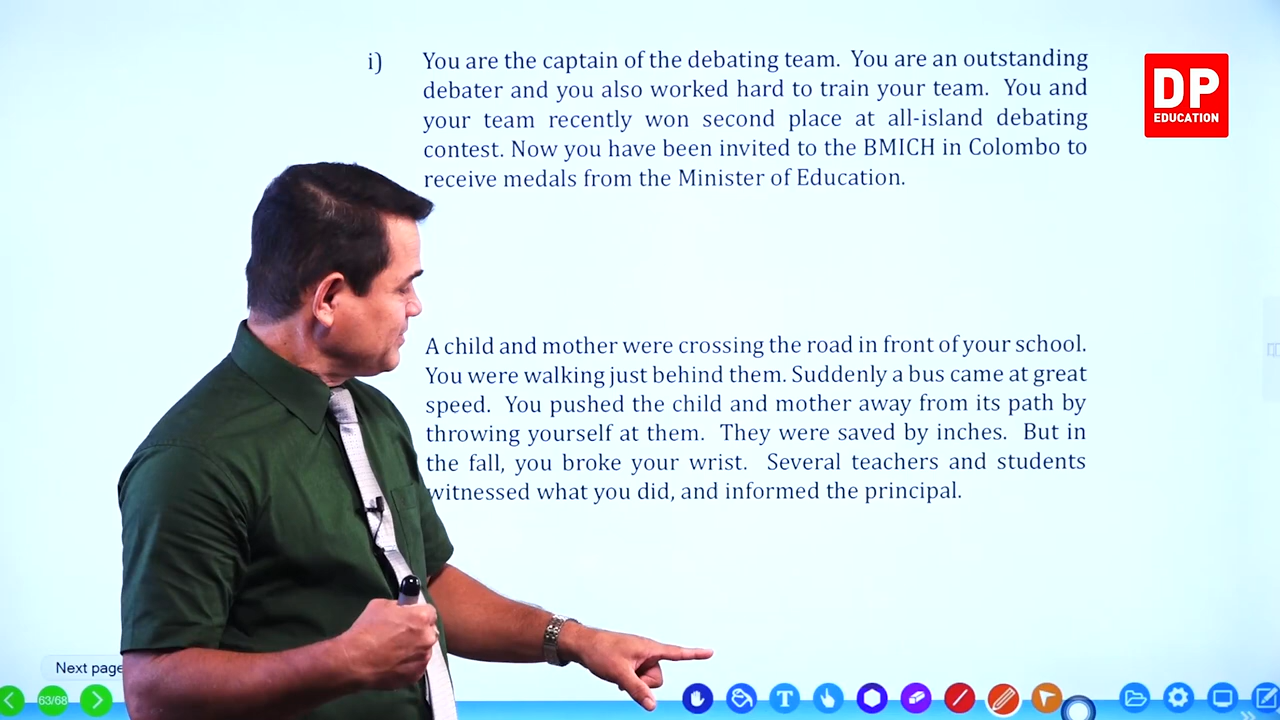 i) You are the captain of the debating team. You are an outstanding
debater and you also worked hard to train your team. You and
your team recently won second place at all-island debating
contest. Now you have been invited to the BMICH in Colombo to
receive medals from the Minister of Education.
DP
EDUCATION
A child and mother were crossing the road in front of your school.
You were walking just behind them. Suddenly a bus came at great
speed. You pushed the child and mother away from its path by
throwing yourself at them. They were saved by inches. But in
the fall, you broke your wrist. Several teachers and students
witnessed what you did, and informed the principal.
Next page
63/68
T